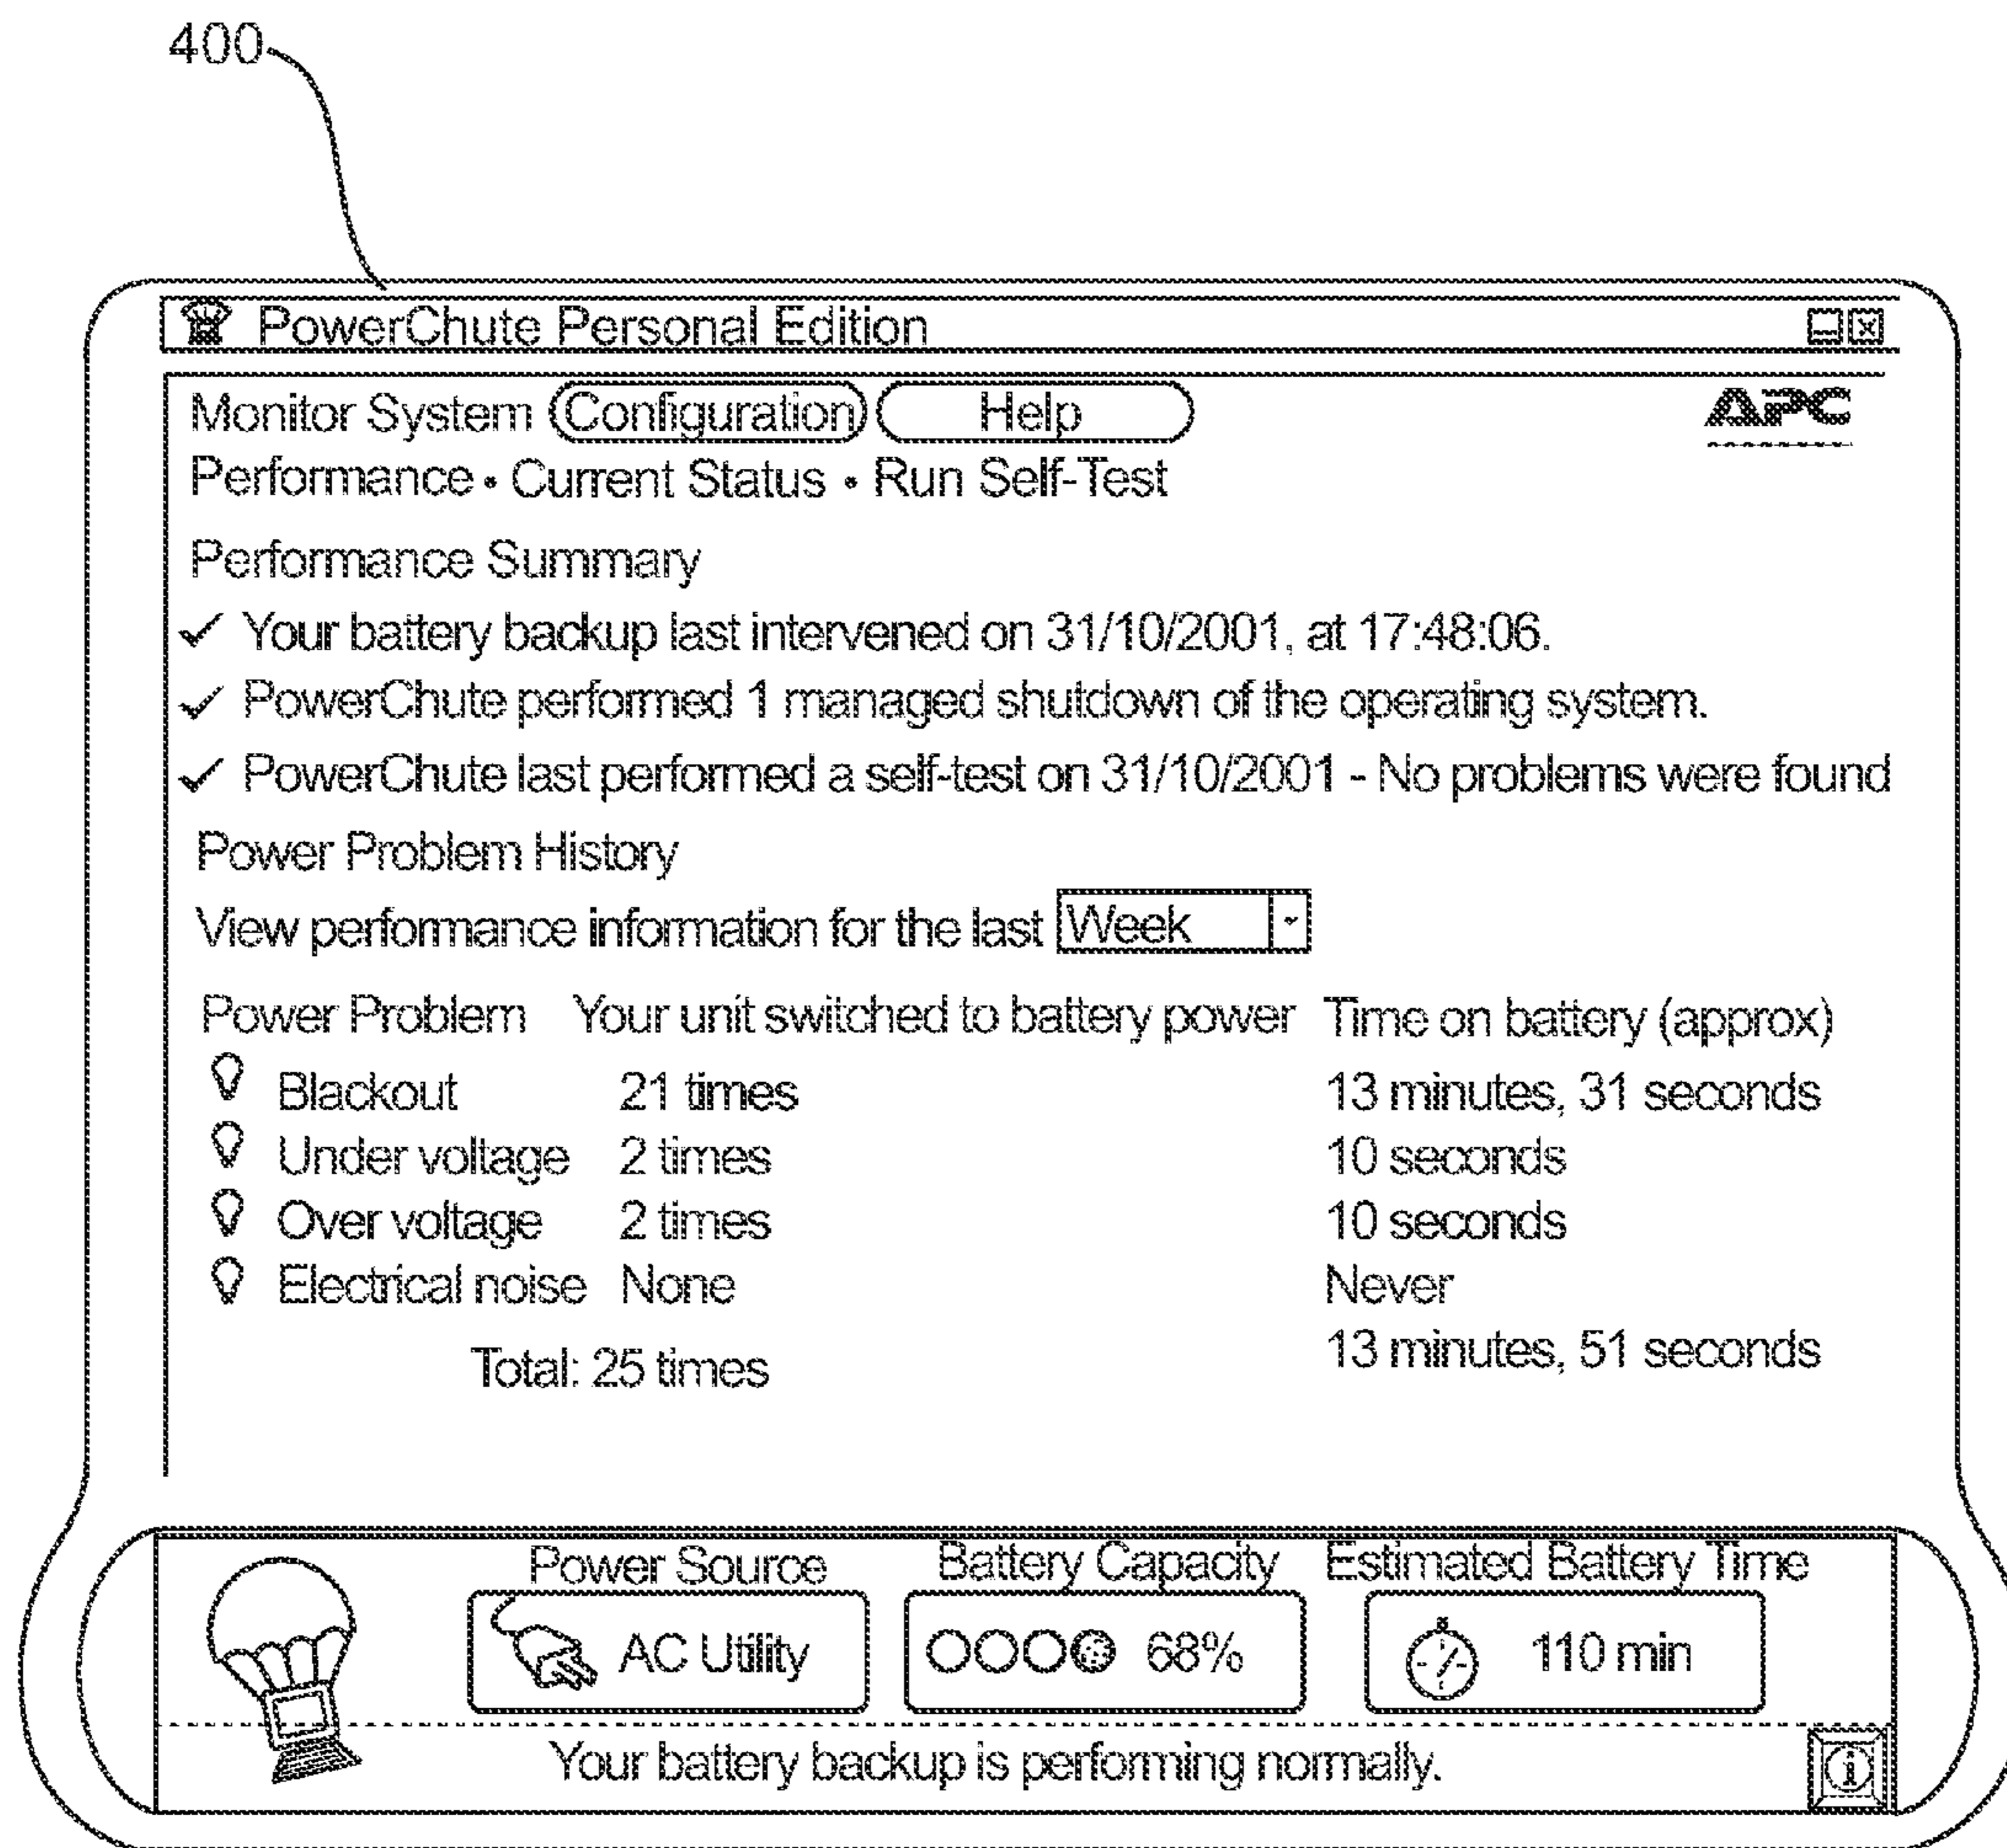 400
PowerChute Personal Edition
Monitor System Configuration Help APC
Performance • Current Status • Run Self-Test
Performance Summary
Your battery backup last intervened on 31/10/2001, at 17:48:06.
PowerChute performed 1 managed shutdown of the operating system.
PowerChute last performed a self-test on 31/10/2001 - No problems were found
Power Problem History
View performance information for the last Week
Power Problem Your unit switched to battery power Time on battery (approx)
Blackout 21 times 13 minutes, 31 seconds
Under voltage 2 times 10 seconds
Over voltage 2 times 10 seconds
Electrical noise None Never
Total: 25 times 13 minutes, 51 seconds
Power Source Battery Capacity Estimated Battery Time
AC Utility 68% 110 min
Your battery backup is performing normally.
i